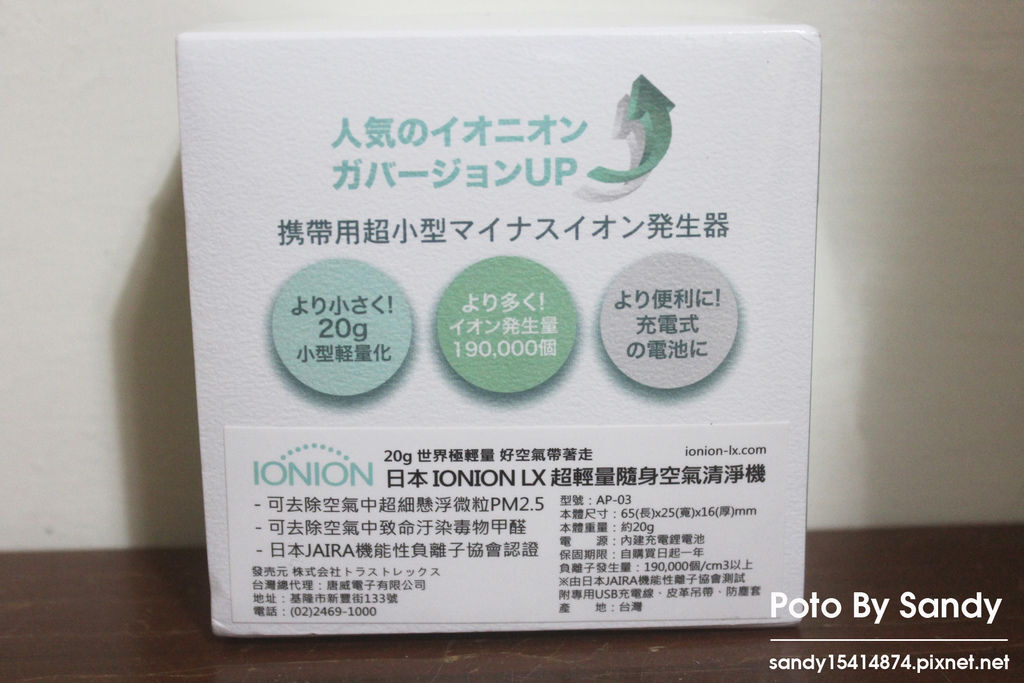 人気のイオニオン
ガバージョンUP
携帯用超小型マイナスイオン発生器
より小さく!
20g
小型軽量化
より多く!
イオン発生量
190,000個
より便利に!
充電式
の電池に
IONION
20g 世界極輕量 好空氣帶著走
ionion-lx.com
日本 IONION LX 超輕量隨身空氣清淨機
- 可去除空氣中超細懸浮微粒PM2.5
- 可去除空氣中致命汙染毒物甲醛
- 日本JAIRA機能性負離子協會認證
發売元 株式会社トラストレックス
台灣總代理：唐威電子有限公司
地址：基隆市新豐街133號
電話：(02)2469-1000
型號：AP-03
本體尺寸：65(長)x25(寬)x16(厚)mm
本體重量：約20g
電　源：內建充電鋰電池
保固期限：自購買日起一年
負離子發生量：190,000個/cm3以上
※由日本JAIRA機能性離子協會測試
附專用USB充電線、皮革吊帶、防塵套
產　地：台灣
Poto By Sandy
sandy15414874.pixnet.net